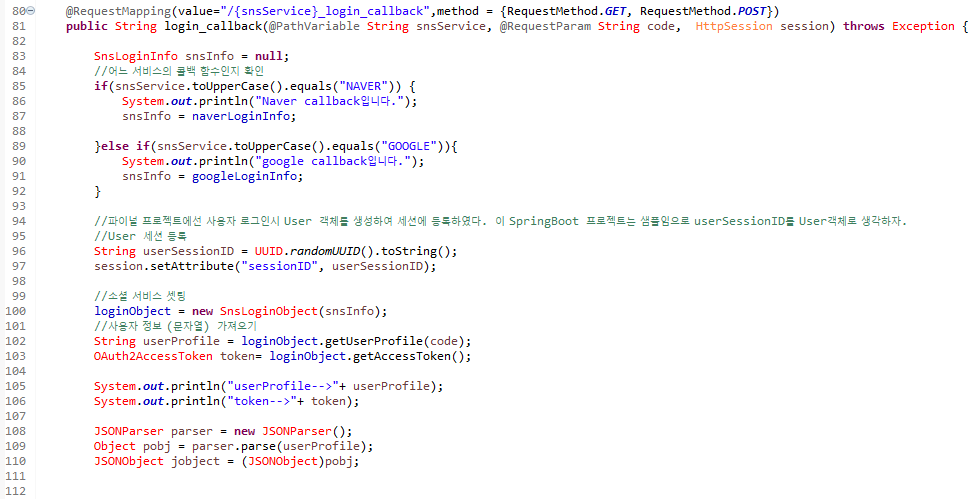 80 @RequestMapping(value="/{snsService}_login_callback",method = {RequestMethod.GET, RequestMethod.POST})
81 public String login_callback(@PathVariable String snsService, @RequestParam String code,  HttpSession session) throws Exception {
82
83 SnsLoginInfo snsInfo = null;
84 //어느 서비스의 콜백 함수인지 확인
85 if(snsService.toUpperCase().equals("NAVER")) {
86 System.out.println("Naver callback입니다.");
87 snsInfo = naverLoginInfo;
88
89 }else if(snsService.toUpperCase().equals("GOOGLE")){
90 System.out.println("google callback입니다.");
91 snsInfo = googleLoginInfo;
92 }
93
94 //파이널 프로젝트에선 사용자 로그인시 User 객체를 생성하여 세션에 등록하였다. 이 SpringBoot 프로젝트는 샘플임으로 userSessionID를 User객체로 생각하자.
95 //User 세션 등록
96 String userSessionID = UUID.randomUUID().toString();
97 session.setAttribute("sessionID", userSessionID);
98
99 //소셜 서비스 셋팅
100 loginObject = new SnsLoginObject(snsInfo);
101 //사용자 정보 (문자열) 가져오기
102 String userProfile = loginObject.getUserProfile(code);
103 OAuth2AccessToken token= loginObject.getAccessToken();
104
105 System.out.println("userProfile-->"+ userProfile);
106 System.out.println("token-->"+ token);
107
108 JSONParser parser = new JSONParser();
109 Object pobj = parser.parse(userProfile);
110 JSONObject jobject = (JSONObject)pobj;
111
112